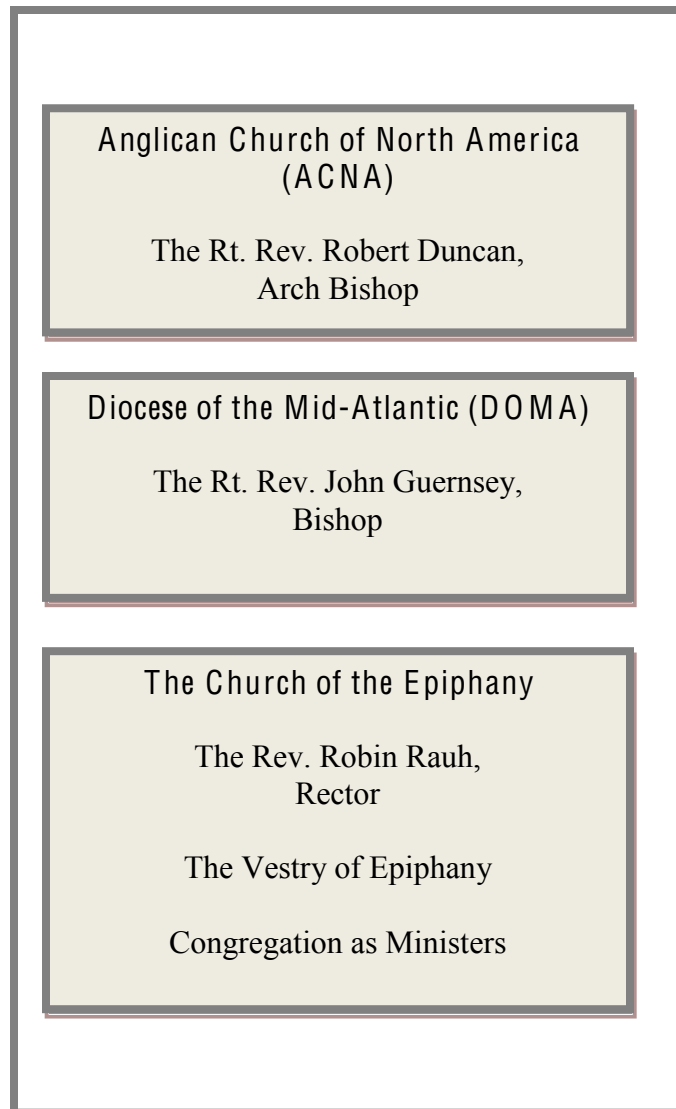 Anglican Church of North America
(ACNA)
The Rt. Rev. Robert Duncan,
Arch Bishop
Diocese of the Mid-Atlantic (DOMA)
The Rt. Rev. John Guernsey,
Bishop
The Church of the Epiphany
The Rev. Robin Rauh,
Rector
The Vestry of Epiphany
Congregation as Ministers